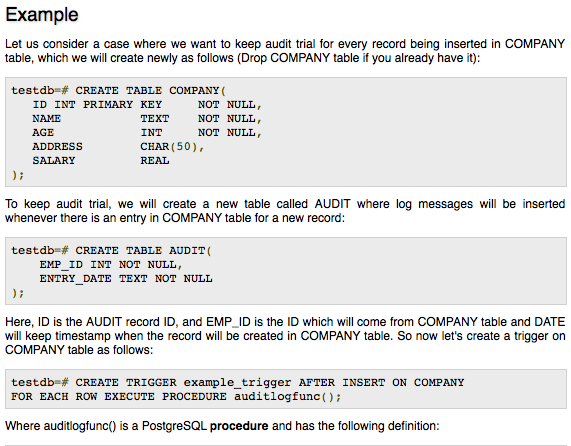 Example
Let us consider a case where we want to keep audit trial for every record being inserted in COMPANY
table, which we will create newly as follows (Drop COMPANY table if you already have it):
testdb=# CREATE TABLE COMPANY(
   ID INT PRIMARY KEY     NOT NULL,
   NAME           TEXT    NOT NULL,
   AGE            INT     NOT NULL,
   ADDRESS        CHAR(50),
   SALARY         REAL
);
To keep audit trial, we will create a new table called AUDIT where log messages will be inserted
whenever there is an entry in COMPANY table for a new record:
testdb=# CREATE TABLE AUDIT(
    EMP_ID INT NOT NULL,
    ENTRY_DATE TEXT NOT NULL
);
Here, ID is the AUDIT record ID, and EMP_ID is the ID which will come from COMPANY table and DATE
will keep timestamp when the record will be created in COMPANY table. So now let's create a trigger on
COMPANY table as follows:
testdb=# CREATE TRIGGER example_trigger AFTER INSERT ON COMPANY
FOR EACH ROW EXECUTE PROCEDURE auditlogfunc();
Where auditlogfunc() is a PostgreSQL procedure and has the following definition: